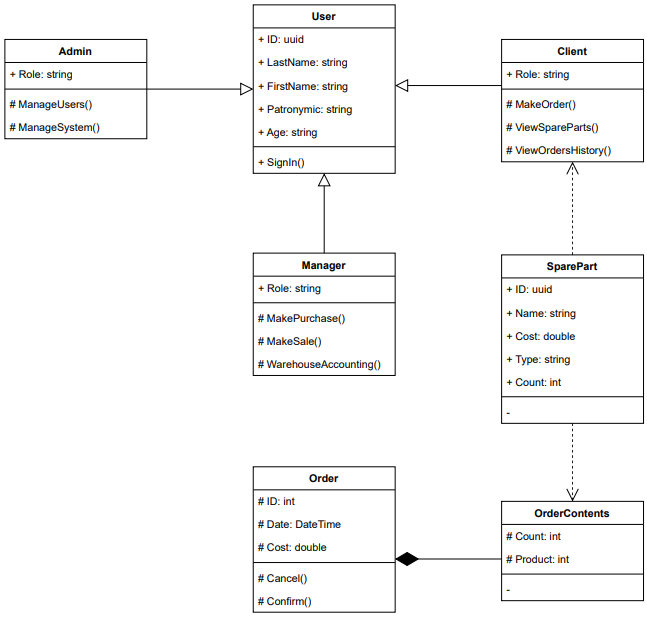 User
+ ID: uuid
+ LastName: string
+ FirstName: string
+ Patronymic: string
+ Age: string
+ SignIn()
Admin
+ Role: string
# ManageUsers()
# ManageSystem()
Client
+ Role: string
# MakeOrder()
# ViewSpareParts()
# ViewOrdersHistory()
Manager
+ Role: string
# MakePurchase()
# MakeSale()
# WarehouseAccounting()
SparePart
+ ID: uuid
+ Name: string
+ Cost: double
+ Type: string
+ Count: int
-
Order
# ID: int
# Date: DateTime
# Cost: double
# Cancel()
# Confirm()
OrderContents
# Count: int
# Product: int
-